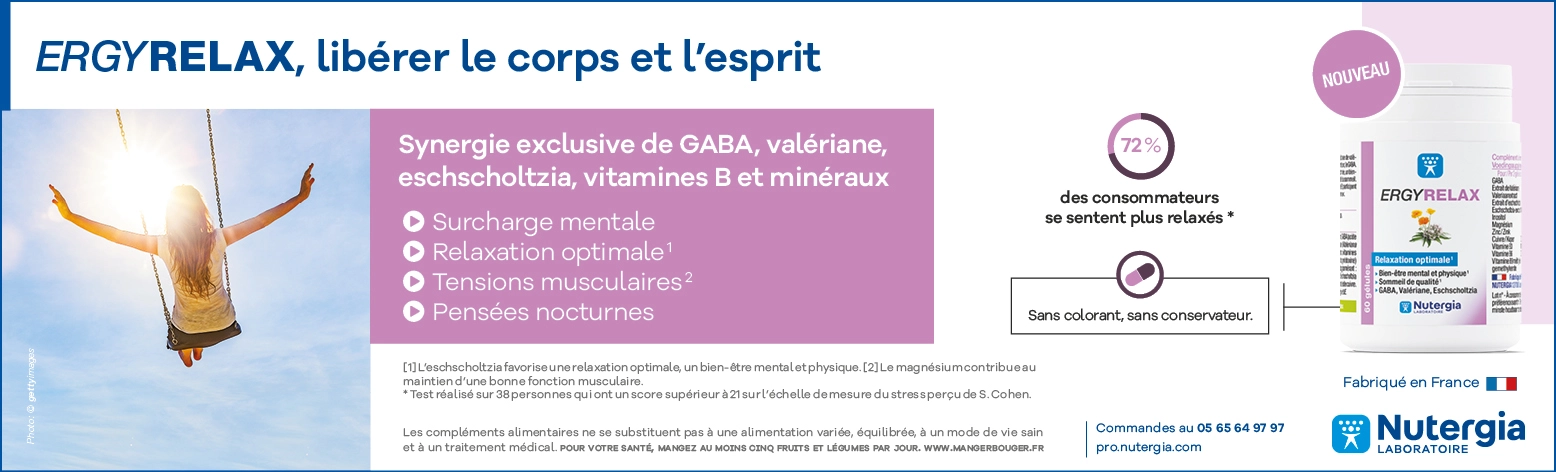 ERGYRELAX, libérer le corps et l'esprit
NOUVEAU
Synergie exclusive de GABA, valériane,
eschscholtzia, vitamines B et minéraux
Surcharge mentale
Relaxation optimale¹
Tensions musculaires²
Pensées nocturnes
72%
des consommateurs
se sentent plus relaxés *
Sans colorant, sans conservateur.
ERGYRELAX
Relaxation optimale¹
Bien-être mental et physique¹
Sommeil de qualité¹
GABA, Valériane, Eschscholtzia
60 gélules
Nutergia
LABORATOIRE
GABA
Magnésium
[1] L'eschscholtzia favorise une relaxation optimale, un bien-être mental et physique. [2] Le magnésium contribue au
maintien d'une bonne fonction musculaire.
* Test réalisé sur 38 personnes qui ont un score supérieur à 21 sur l'échelle de mesure du stress perçu de S. Cohen.
Les compléments alimentaires ne se substituent pas à une alimentation variée, équilibrée, à un mode de vie sain
et à un traitement médical. POUR VOTRE SANTÉ, MANGEZ AU MOINS CINQ FRUITS ET LÉGUMES PAR JOUR. WWW.MANGERBOUGER.FR
Photo: © gettyimages
Fabriqué en France
Commandes au 05 65 64 97 97
pro.nutergia.com
Nutergia
LABORATOIRE